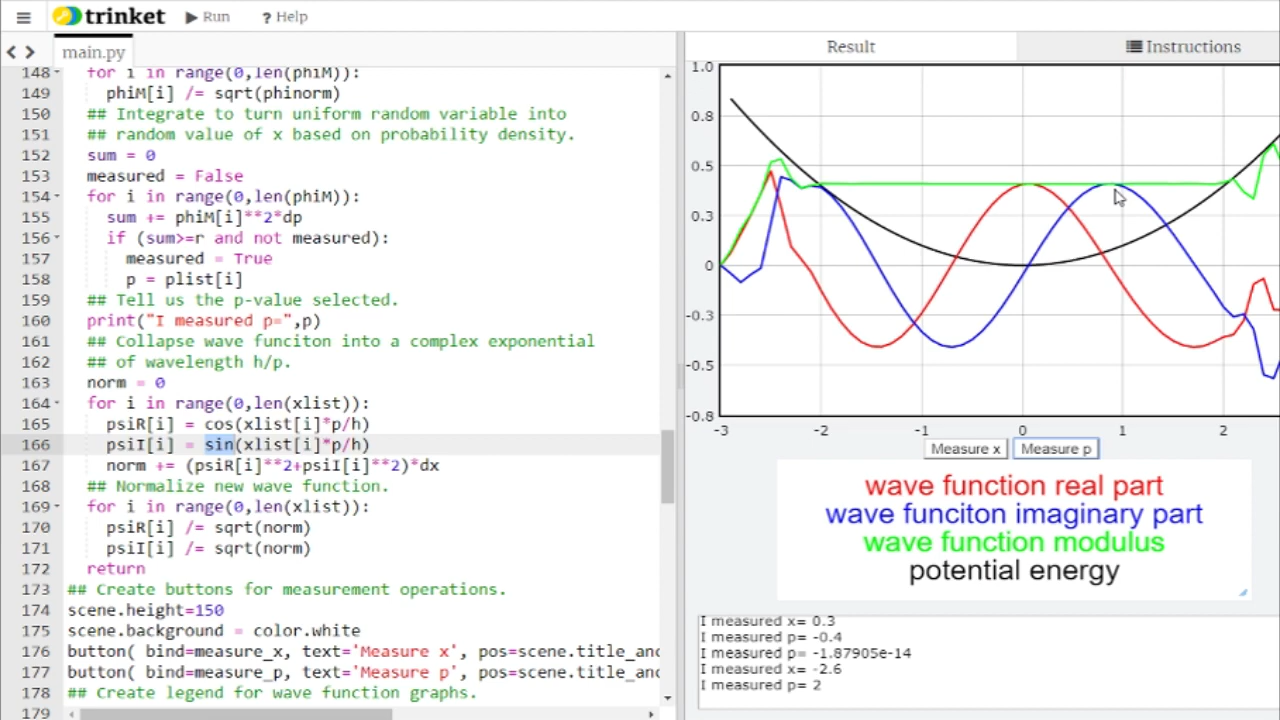 trinket Run ? Help
main.py
148 for i in range(0,len(phiM)):
149 phiM[i] /= sqrt(phinorm)
150 ## Integrate to turn uniform random variable into
151 ## random value of x based on probability density.
152 sum = 0
153 measured = False
154 for i in range(0,len(phiM)):
155 sum += phiM[i]**2*dp
156 if (sum>=r and not measured):
157 measured = True
158 p = plist[i]
159 ## Tell us the p-value selected.
160 print("I measured p=",p)
161 ## Collapse wave funciton into a complex exponential
162 ## of wavelength h/p.
163 norm = 0
164 for i in range(0,len(xlist)):
165 psiR[i] = cos(xlist[i]*p/h)
166 psiI[i] = sin(xlist[i]*p/h)
167 norm += (psiR[i]**2+psiI[i]**2)*dx
168 ## Normalize new wave function.
169 for i in range(0,len(xlist)):
170 psiR[i] /= sqrt(norm)
171 psiI[i] /= sqrt(norm)
172 return
173 ## Create buttons for measurement operations.
174 scene.height=150
175 scene.background = color.white
176 button( bind=measure_x, text='Measure x', pos=scene.title_anc
177 button( bind=measure_p, text='Measure p', pos=scene.title_anc
178 ## Create legend for wave function graphs.
179
Result Instructions
1.0
0.8
0.5
0.3
0
-0.3
-0.5
-0.8
-3 -2 -1 0 1 2
Measure x Measure p
wave function real part
wave funciton imaginary part
wave function modulus
potential energy
I measured x= 0.3
I measured p= -0.4
I measured p= -1.87905e-14
I measured x= -2.6
I measured p= 2